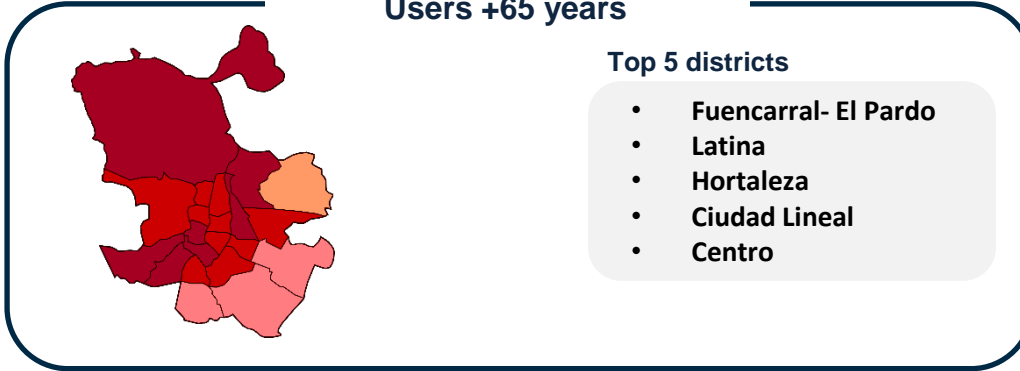 Users +65 years
Top 5 districts
• Fuencarral- El Pardo
• Latina
• Hortaleza
• Ciudad Lineal
• Centro